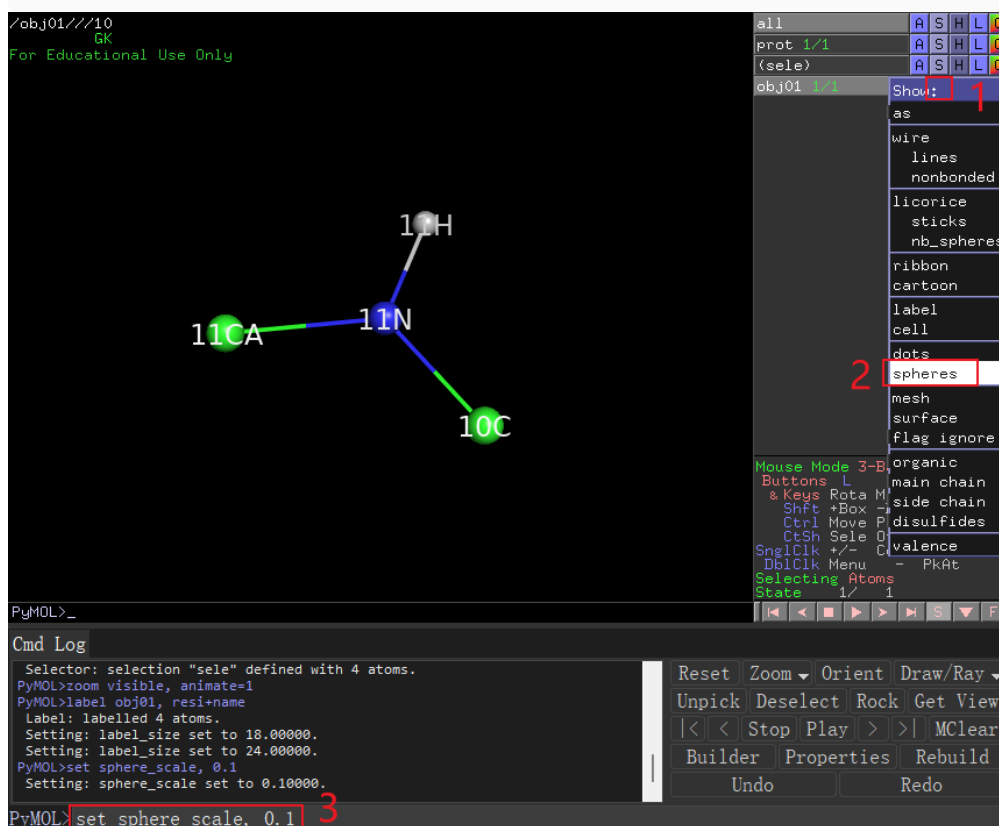 /obj01///10
GK
For Educational Use Only
11H
11N
11CA
10C
all A S H L
prot 1/1 A S H L
(sele) A S H L
obj01 1/1
Show: 1
as
wire
lines
nonbonded
licorice
sticks
nb_spheres
ribbon
cartoon
label
cell
dots
2 spheres
mesh
surface
flag ignore
organic
main chain
side chain
disulfides
valence
Mouse Mode 3-B
Buttons L
& Keys Rota M
Shft +Box
Ctrl Move P
CtSh Sele O
SnglClk +/- C
DblClk Menu - PkAt
Selecting Atoms
State 1/ 1
S F
PyMOL>_
Cmd Log
Selector: selection "sele" defined with 4 atoms.
PyMOL>zoom visible, animate=1
PyMOL>label obj01, resi+name
Label: labelled 4 atoms.
Setting: label_size set to 18.00000.
Setting: label_size set to 24.00000.
PyMOL>set sphere_scale, 0.1
Setting: sphere_scale set to 0.10000.
PyMOL>set sphere_scale, 0.1 3
Reset Zoom Orient Draw/Ray
Unpick Deselect Rock Get View
|< < Stop Play > >| MClear
Builder Properties Rebuild
Undo Redo